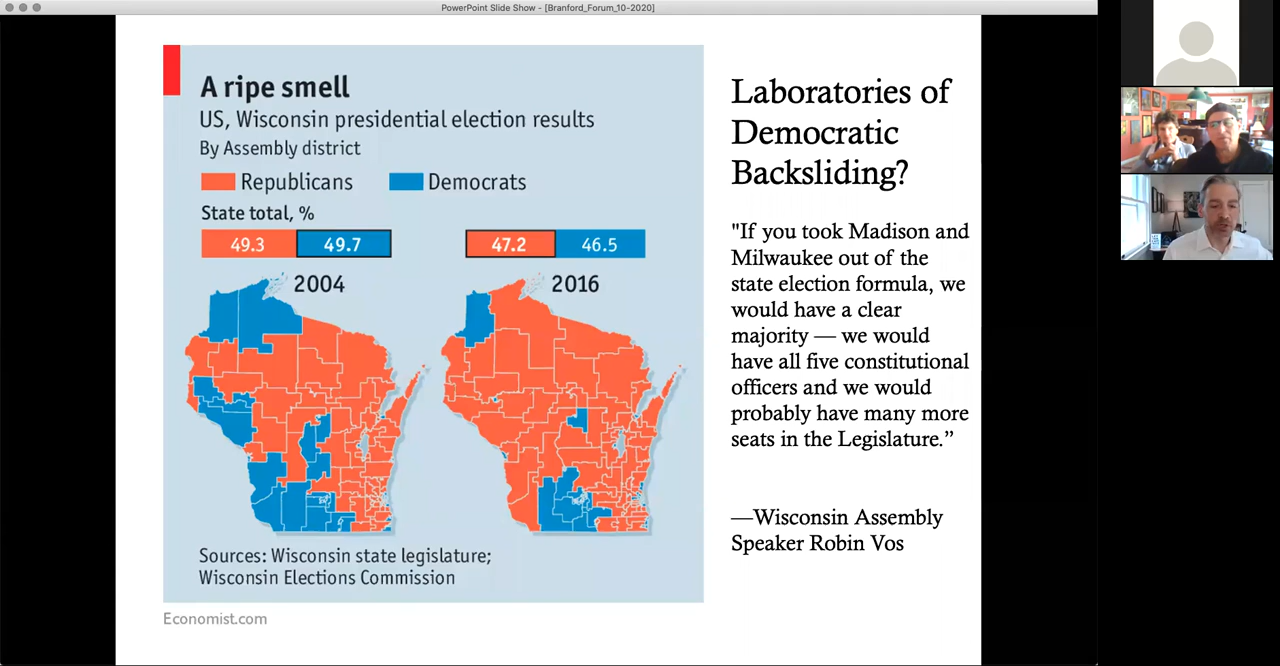 PowerPoint Slide Show - [Branford_Forum_10-2020]
A ripe smell
US, Wisconsin presidential election results
By Assembly district
Republicans Democrats
State total, %
49.3 49.7 47.2 46.5
2004 2016
Sources: Wisconsin state legislature;
Wisconsin Elections Commission
Economist.com
Laboratories of
Democratic
Backsliding?
"If you took Madison and
Milwaukee out of the
state election formula, we
would have a clear
majority — we would
have all five constitutional
officers and we would
probably have many more
seats in the Legislature.”
—Wisconsin Assembly
Speaker Robin Vos